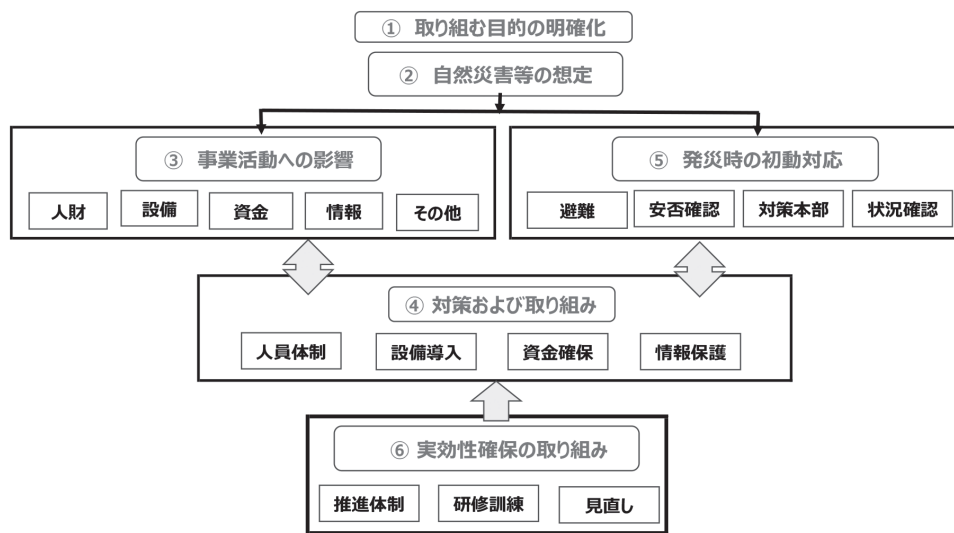 ① 取り組む目的の明確化
② 自然災害等の想定
③ 事業活動への影響
人財
設備
資金
情報
その他
⑤ 発災時の初動対応
避難
安否確認
対策本部
状況確認
④ 対策および取り組み
人員体制
設備導入
資金確保
情報保護
⑥ 実効性確保の取り組み
推進体制
研修訓練
見直し